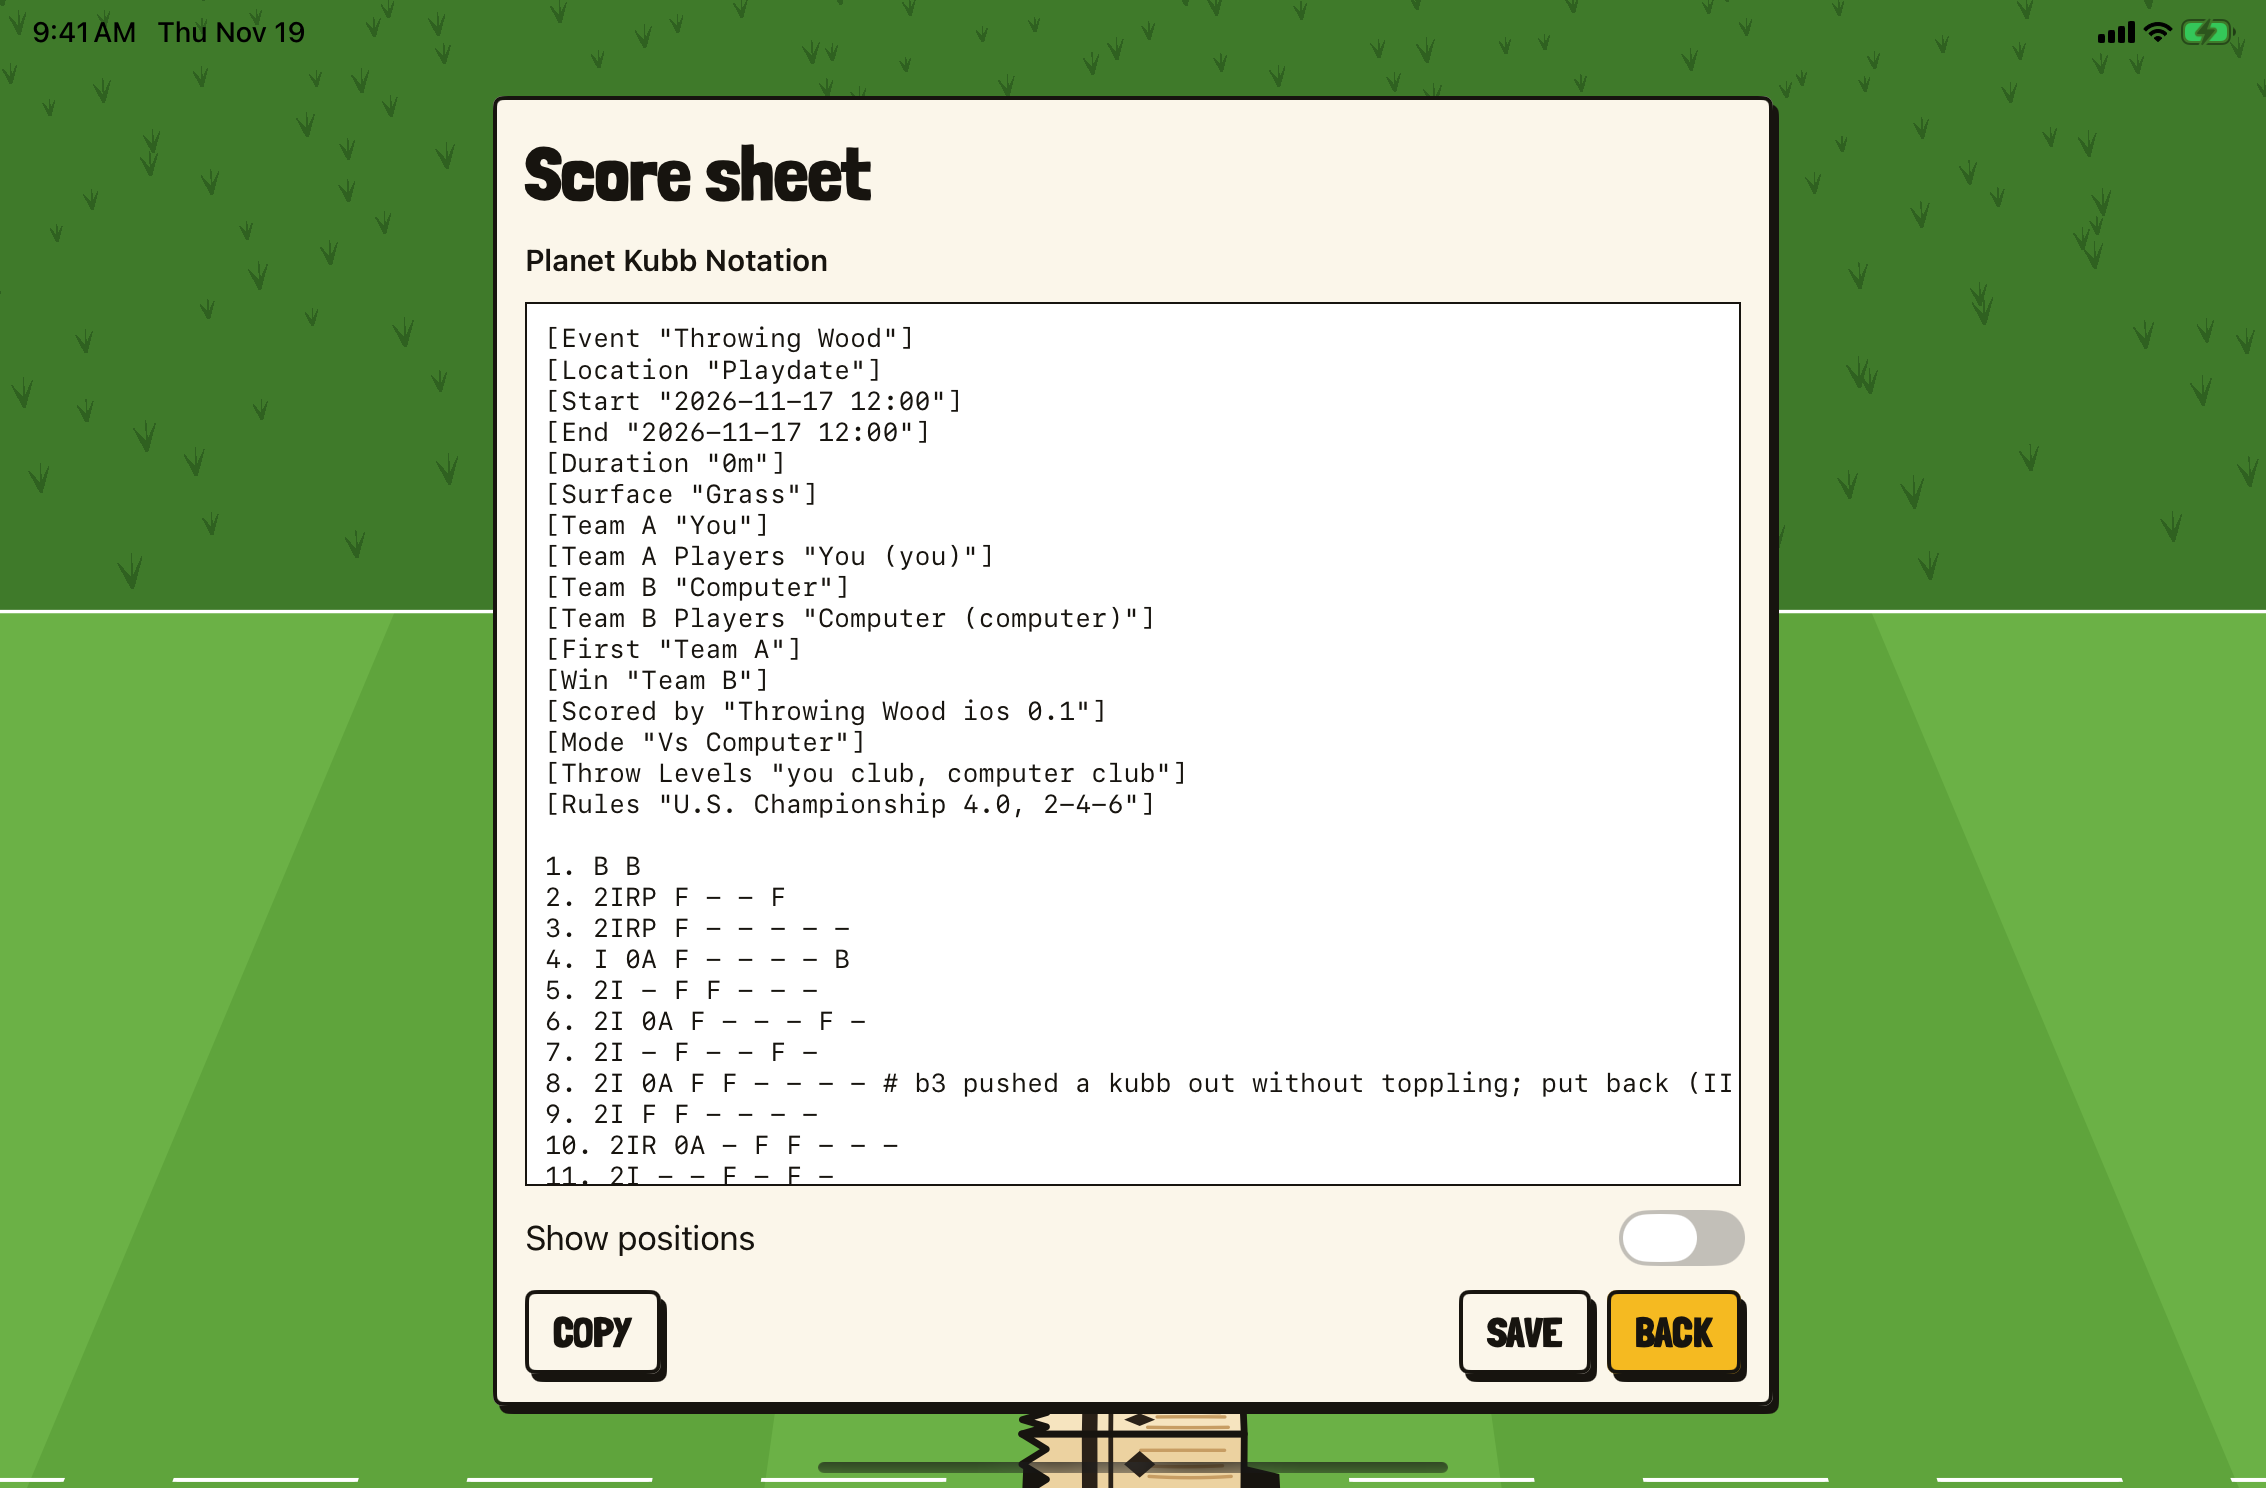 9:41 AM Thu Nov 19
Score sheet
Planet Kubb Notation
[Event "Throwing Wood"]
[Location "Playdate"]
[Start "2026-11-17 12:00"]
[End "2026-11-17 12:00"]
[Duration "0m"]
[Surface "Grass"]
[Team A "You"]
[Team A Players "You (you)"]
[Team B "Computer"]
[Team B Players "Computer (computer)"]
[First "Team A"]
[Win "Team B"]
[Scored by "Throwing Wood ios 0.1"]
[Mode "Vs Computer"]
[Throw Levels "you club, computer club"]
[Rules "U.S. Championship 4.0, 2-4-6"]
1. B B
2. 2IRP F - - F
3. 2IRP F - - - - -
4. I 0A F - - - - B
5. 2I - F F - - -
6. 2I 0A F - - - F -
7. 2I - F - - F -
8. 2I 0A F F - - - - # b3 pushed a kubb out without toppling; put back (II
9. 2I F F - - - -
10. 2IR 0A - F F - - -
11. 2I - - F - F -
Show positions
COPY
SAVE
BACK